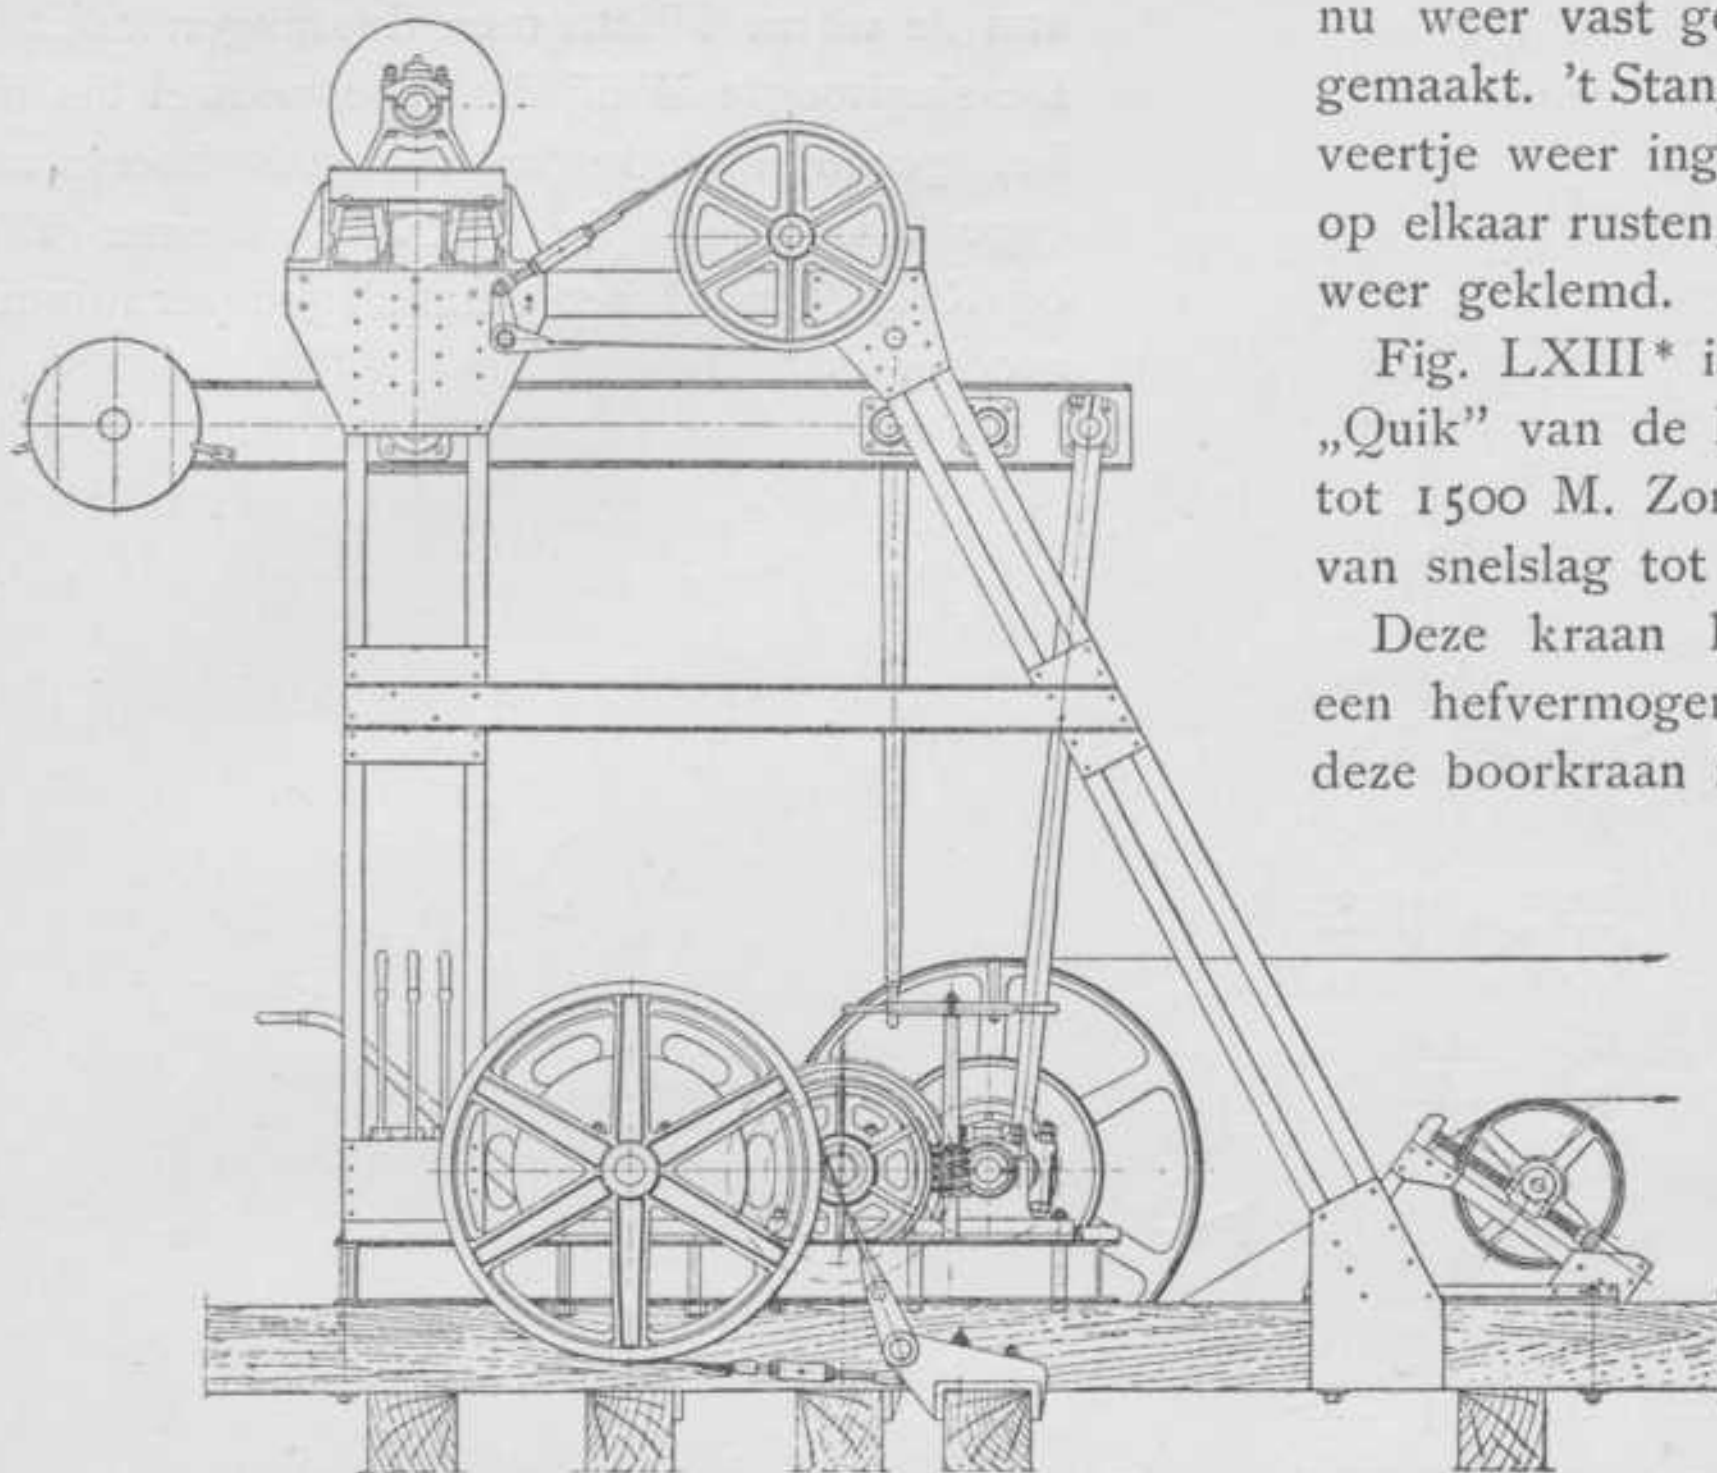 nu weer vast ge
gemaakt. 't Stan
veertje weer ing
op elkaar rusten
weer geklemd.
Fig. LXIII* i
„Quik” van de
tot 1500 M. Zon
van snelslag tot
Deze kraan
een hefvermogen
deze boorkraan